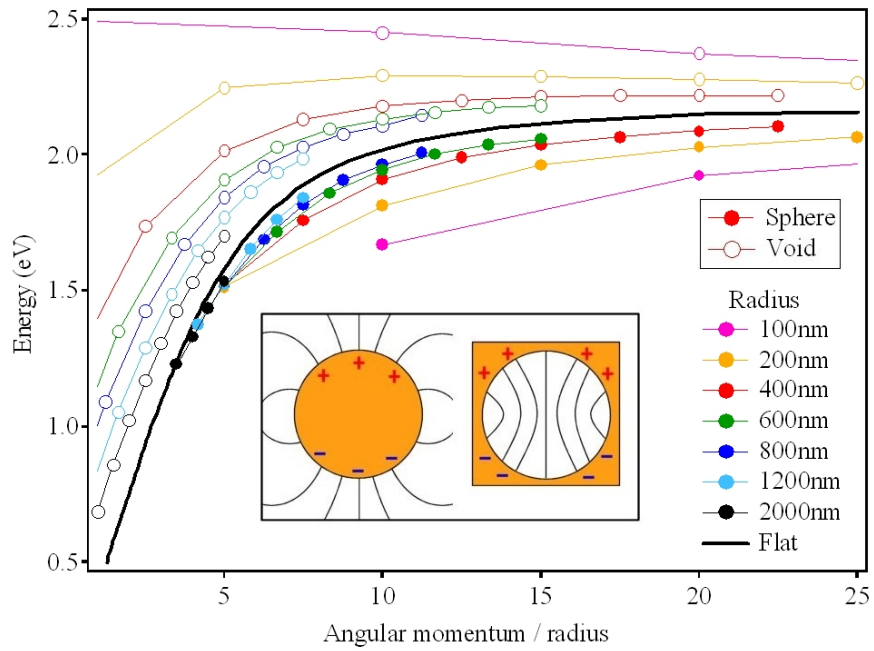 2.5
2.0
1.5
1.0
0.5
Energy (eV)
5
10
15
20
25
Angular momentum / radius
Sphere
Void
Radius
100nm
200nm
400nm
600nm
800nm
1200nm
2000nm
Flat
+ + +
- - -
+ + + +
- - - -